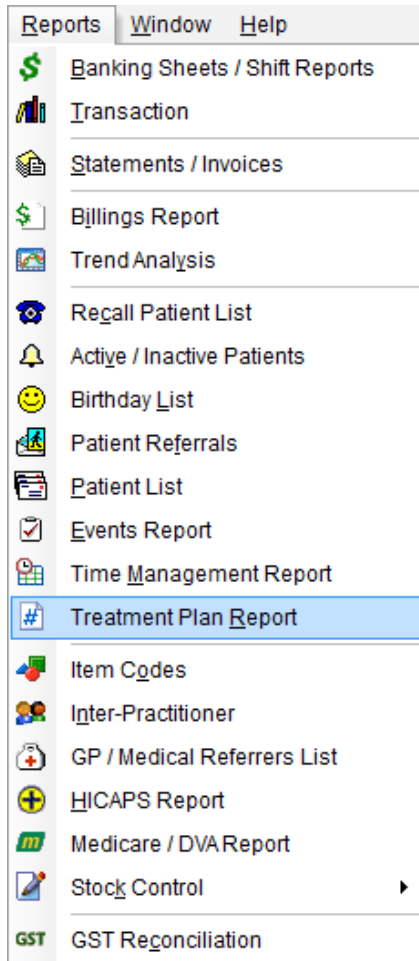 Reports Window Help
$ Banking Sheets / Shift Reports
Transaction
Statements / Invoices
$ Billings Report
Trend Analysis
Recall Patient List
Active / Inactive Patients
Birthday List
Patient Referrals
Patient List
Events Report
Time Management Report
# Treatment Plan Report
Item Codes
Inter-Practitioner
GP / Medical Referrers List
HICAPS Report
m Medicare / DVA Report
Stock Control
GST GST Reconciliation